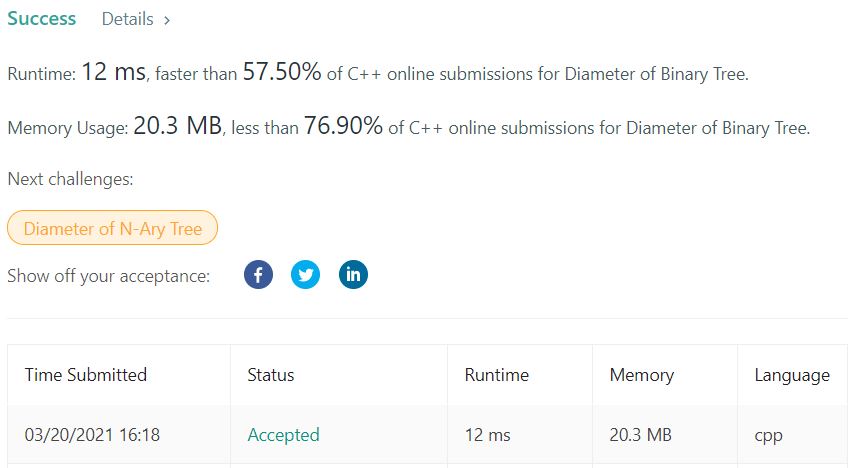 Success Details >
Runtime: 12 ms, faster than 57.50% of C++ online submissions for Diameter of Binary Tree.
Memory Usage: 20.3 MB, less than 76.90% of C++ online submissions for Diameter of Binary Tree.
Next challenges:
Diameter of N-Ary Tree
Show off your acceptance: f in
Time Submitted Status Runtime Memory Language
03/20/2021 16:18 Accepted 12 ms 20.3 MB cpp